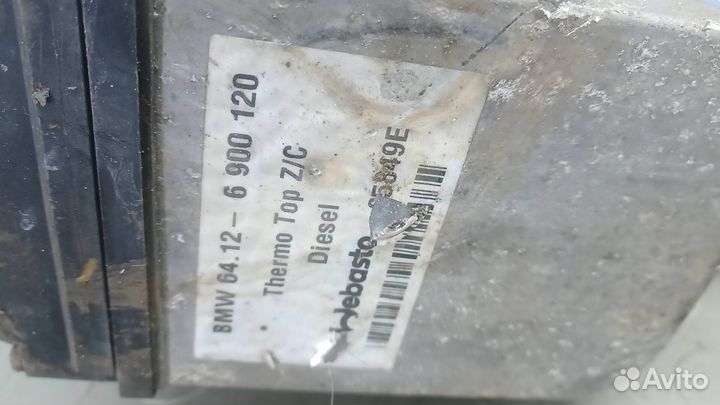 BMW 64.12 - 6 900 120
Thermo Top Z/C
Diesel
Webasto
Avito